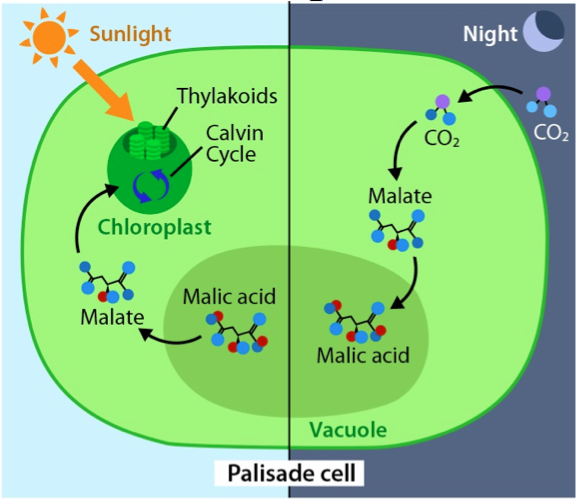 Sunlight
Night
Thylakoids
Calvin
Cycle
Chloroplast
CO₂
CO₂
Malate
Malate
Malic acid
Malic acid
Vacuole
Palisade cell